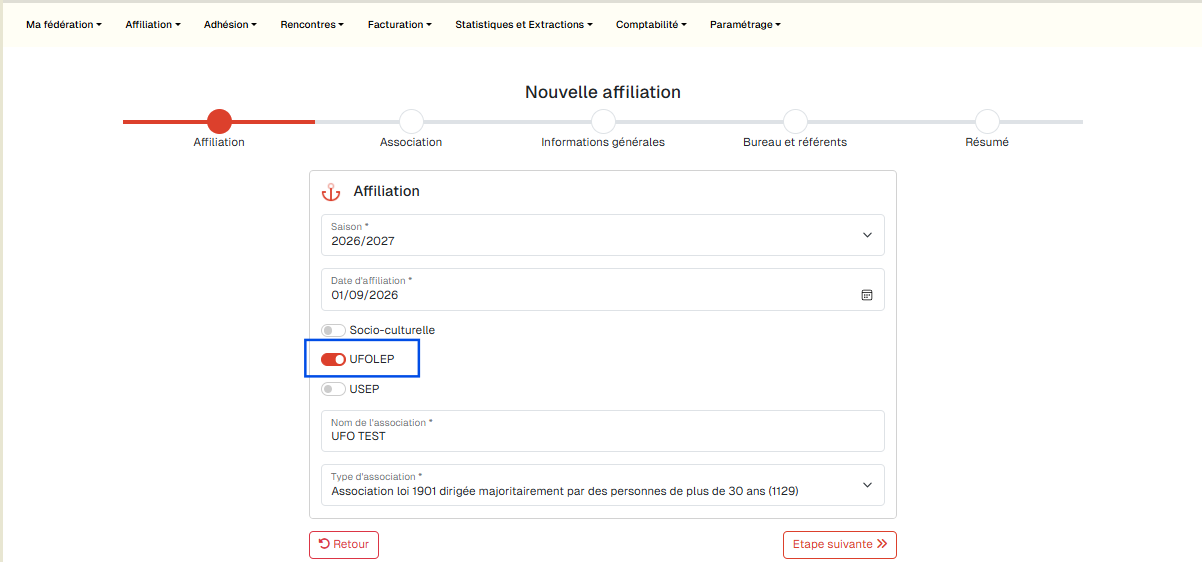 Ma fédération Affiliation Adhésion Rencontres Facturation Statistiques et Extractions Comptabilité Paramétrage
Nouvelle affiliation
Affiliation Association Informations générales Bureau et référents Résumé
Affiliation
Saison *
2026/2027
Date d'affiliation *
01/09/2026
Socio-culturelle
UFOLEP
USEP
Nom de l'association *
UFO TEST
Type d'association *
Association loi 1901 dirigée majoritairement par des personnes de plus de 30 ans (1129)
Retour Etape suivante